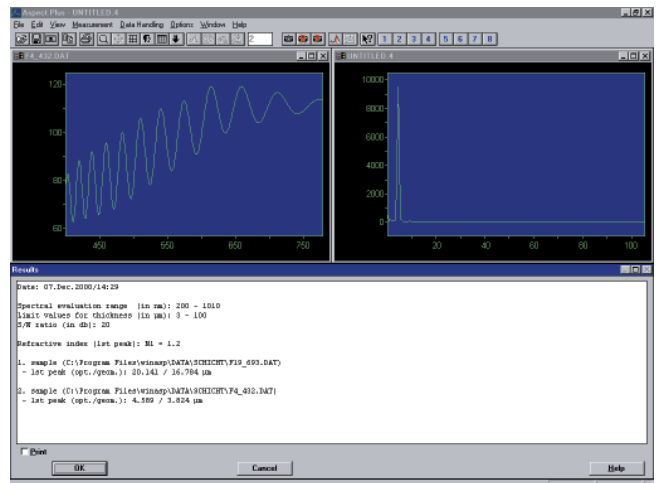 Aspect Plus - UNTITLED:4
File Edit View Measurement Data Handling Options Window Help
2
1 2 3 4 5 6 7 8
F4_432.DAT
UNTITLED:4
120
100
80
60
450 550 650 750
10000
8000
6000
4000
2000
0
20 40 60 80 100
Results
Date: 07.Dec.2000/14:29
Spectral evaluation range (in nm): 200 - 1010
Limit values for thickness (in µm): 3 - 100
S/N ratio (in db): 20
Refractive index (1st peak): N1 = 1.2
1. sample (C:\Program Files\winasp\DATA\SCHICHT\F19_693.DAT)
- 1st peak (opt./geom.): 20.141 / 16.784 µm
2. sample (C:\Program Files\winasp\DATA\SCHICHT\F4_432.DAT)
- 1st peak (opt./geom.): 4.589 / 3.824 µm
Print
OK Cancel Help